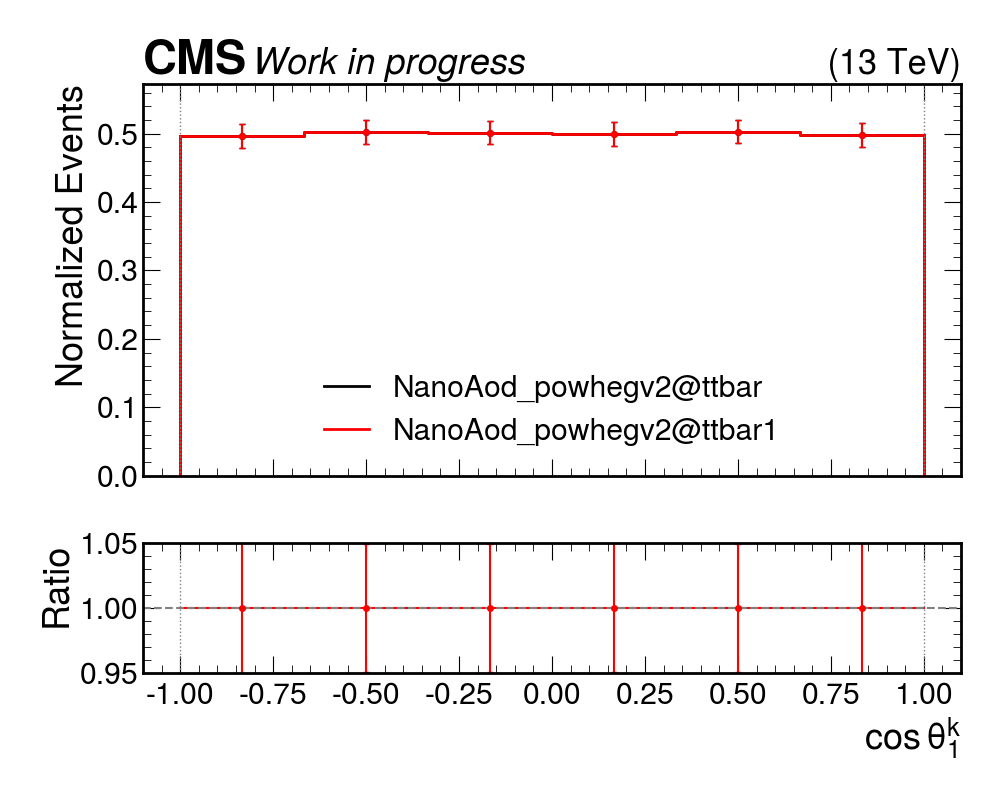 CMS Work in progress (13 TeV)
Normalized Events
0.5
0.4
0.3
0.2
0.1
0.0
NanoAod_powhegv2@ttbar
NanoAod_powhegv2@ttbar1
Ratio
1.05
1.00
0.95
-1.00 -0.75 -0.50 -0.25 0.00 0.25 0.50 0.75 1.00
cos θ₁ᵏ